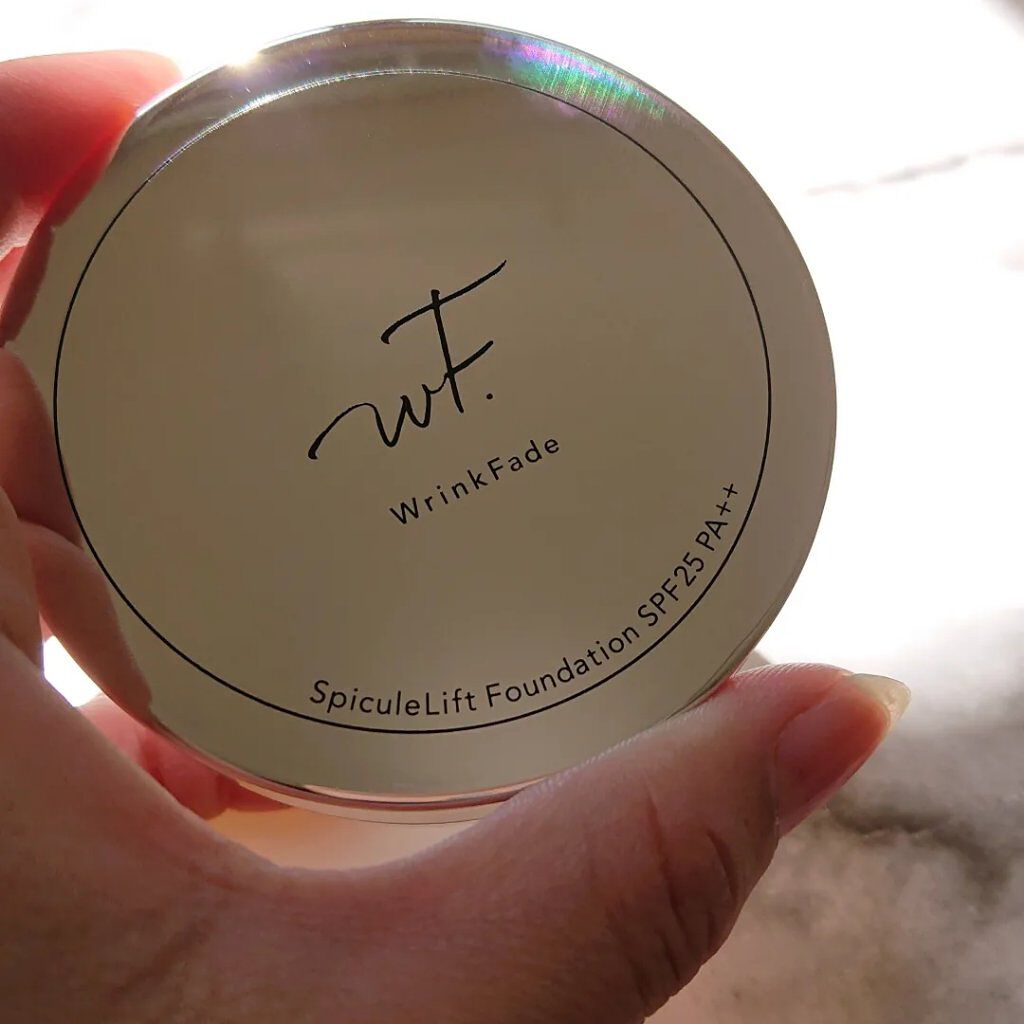 WF.
WrinkFade
SpiculeLift Foundation SPF25 PA++